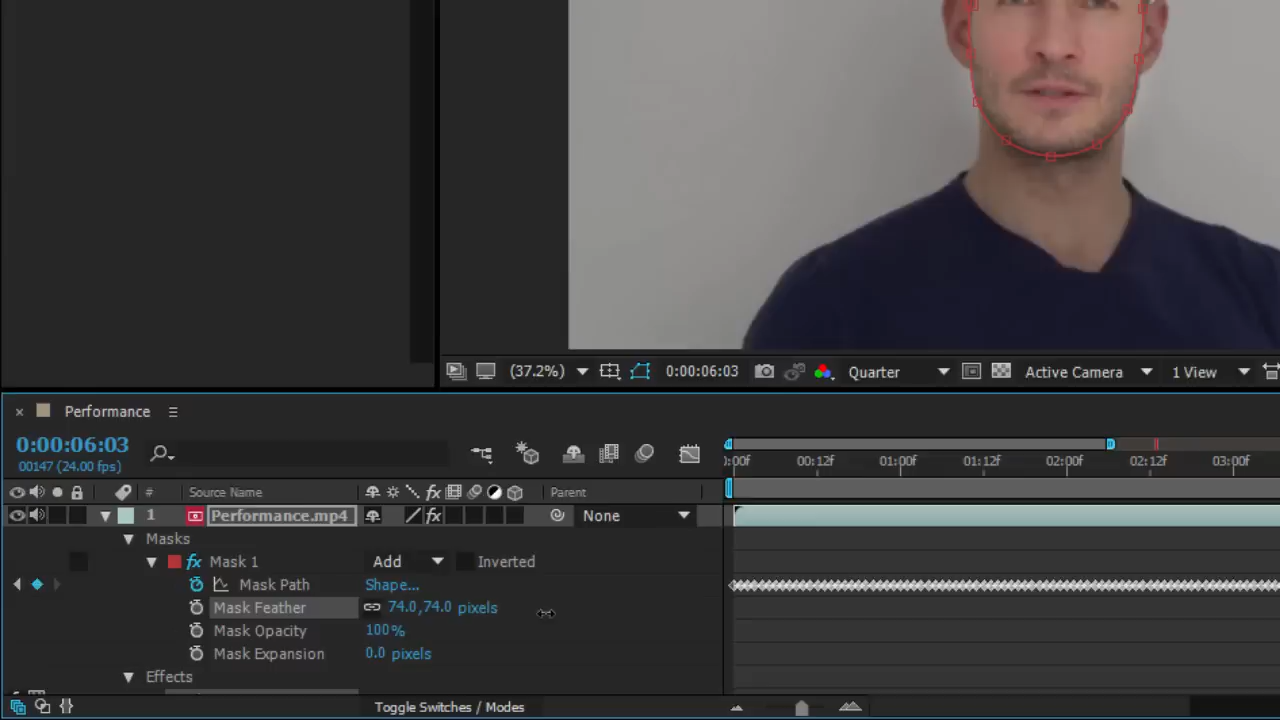 (37.2%) 0:00:06:03 Quarter Active Camera 1 View
Performance
0:00:06:03
00147 (24.00 fps)
:00f 00:12f 01:00f 01:12f 02:00f 02:12f 03:00f
# Source Name fx Parent
1 Performance.mp4 fx None
Masks
fx Mask 1 Add Inverted
Mask Path Shape...
Mask Feather 74.0,74.0 pixels
Mask Opacity 100%
Mask Expansion 0.0 pixels
Effects
Toggle Switches / Modes